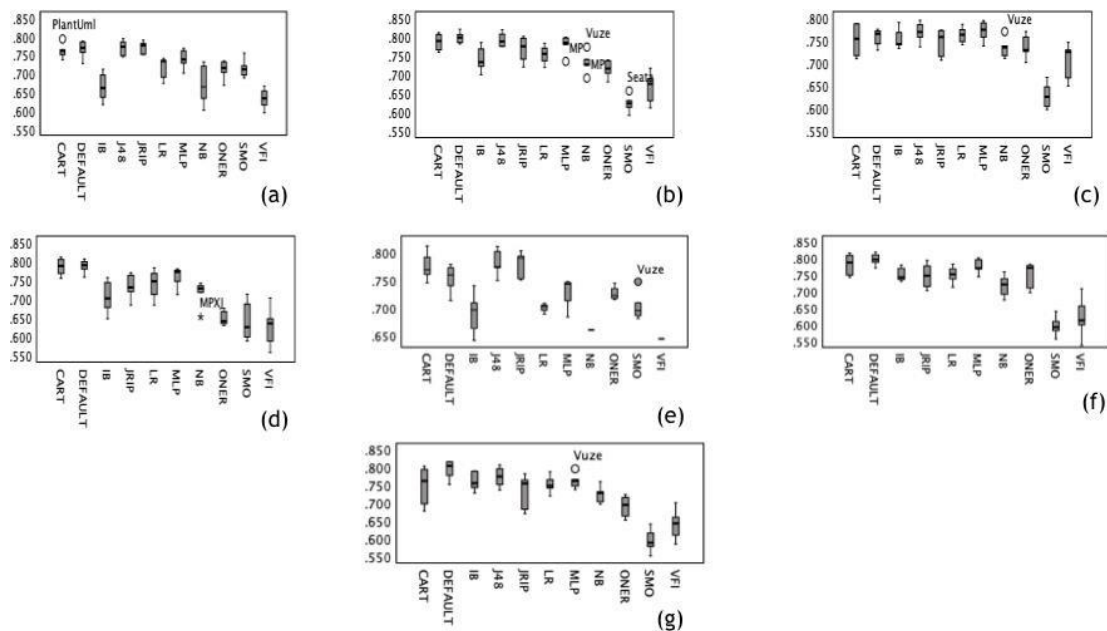 .850
.800
.750
.700
.650
.600
.550
PlantUml
CART
DEFAULT
IB
J48
JRIP
LR
MLP
NB
ONER
SMO
VFI
(a)
.850
.800
.750
.700
.650
.600
.550
Vuze
MP
MP
CART
DEFAULT
IB
J48
JRIP
LR
MLP
NB
ONER
SMO
VFI
(b)
.800
.750
.700
.650
.600
.550
Vuze
CART
DEFAULT
IB
J48
JRIP
LR
MLP
NB
ONER
SMO
VFI
(c)
.850
.800
.750
.700
.650
.600
.550
MPXJ
CART
DEFAULT
IB
JRIP
LR
MLP
NB
ONER
SMO
VFI
(d)
.800
.750
.700
.650
Vuze
CART
DEFAULT
IB
J48
JRIP
LR
MLP
NB
ONER
SMO
VFI
(e)
.850
.800
.750
.700
.650
.600
.550
CART
DEFAULT
IB
JRIP
LR
MLP
NB
ONER
SMO
VFI
(f)
.850
.800
.750
.700
.650
.600
.550
Vuze
CART
DEFAULT
IB
J48
JRIP
LR
MLP
NB
ONER
SMO
VFI
(g)